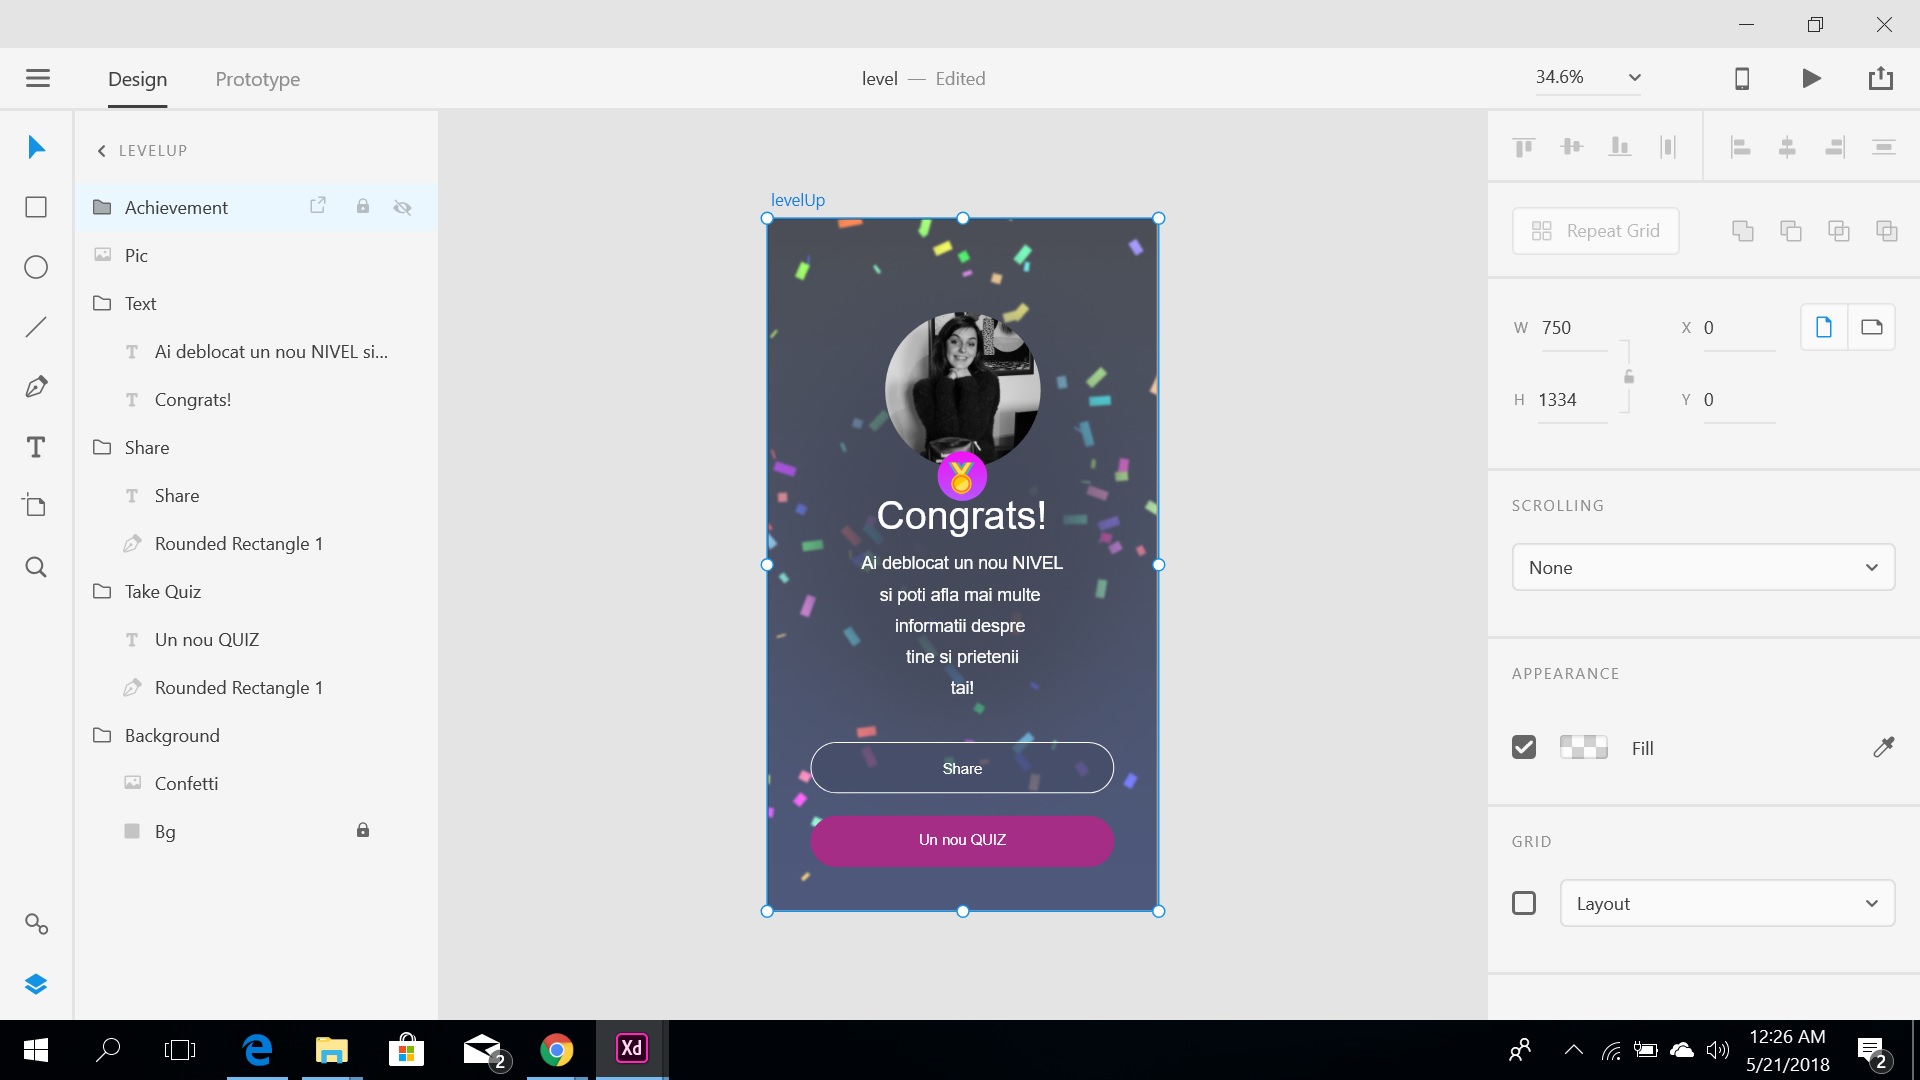 Design
Prototype
level — Edited
34.6%
LEVELUP
Achievement
Pic
Text
Ai deblocat un nou NIVEL si...
Congrats!
Share
Share
Rounded Rectangle 1
Take Quiz
Un nou QUIZ
Rounded Rectangle 1
Background
Confetti
Bg
levelUp
Congrats!
Ai deblocat un nou NIVEL
si poti afla mai multe
informatii despre
tine si prietenii
tai!
Share
Un nou QUIZ
Repeat Grid
W 750
X 0
H 1334
Y 0
SCROLLING
None
APPEARANCE
Fill
GRID
Layout
2
Xd
12:26 AM
5/21/2018
2